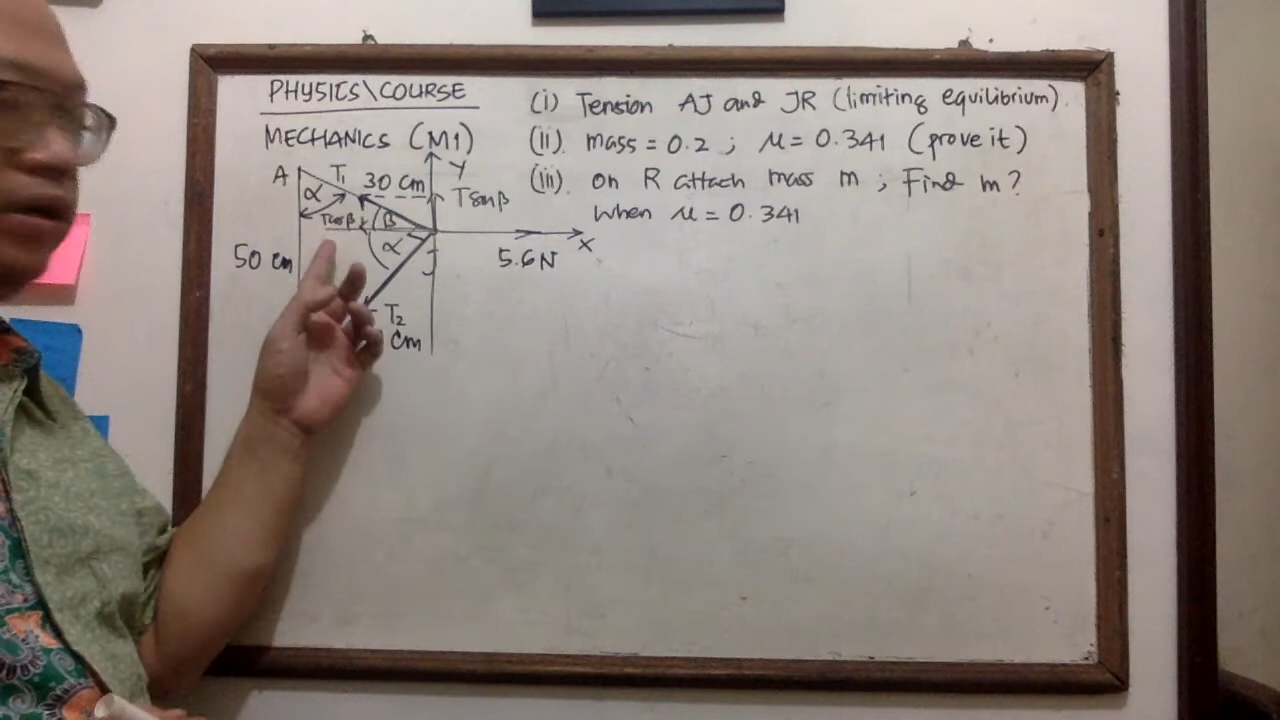 PHYSICS\COURSE
MECHANICS (M1)
(i) Tension AJ and JR (limiting equilibrium).
(ii). mass = 0.2 ; μ = 0.341 (prove it)
(iii). on R attach mass m ; Find m?
when μ = 0.341
A
T₁
30 cm
Y
α
Tsinβ
Tcosβ
β
α
X
50 cm
J
5.6N
T₂
cm